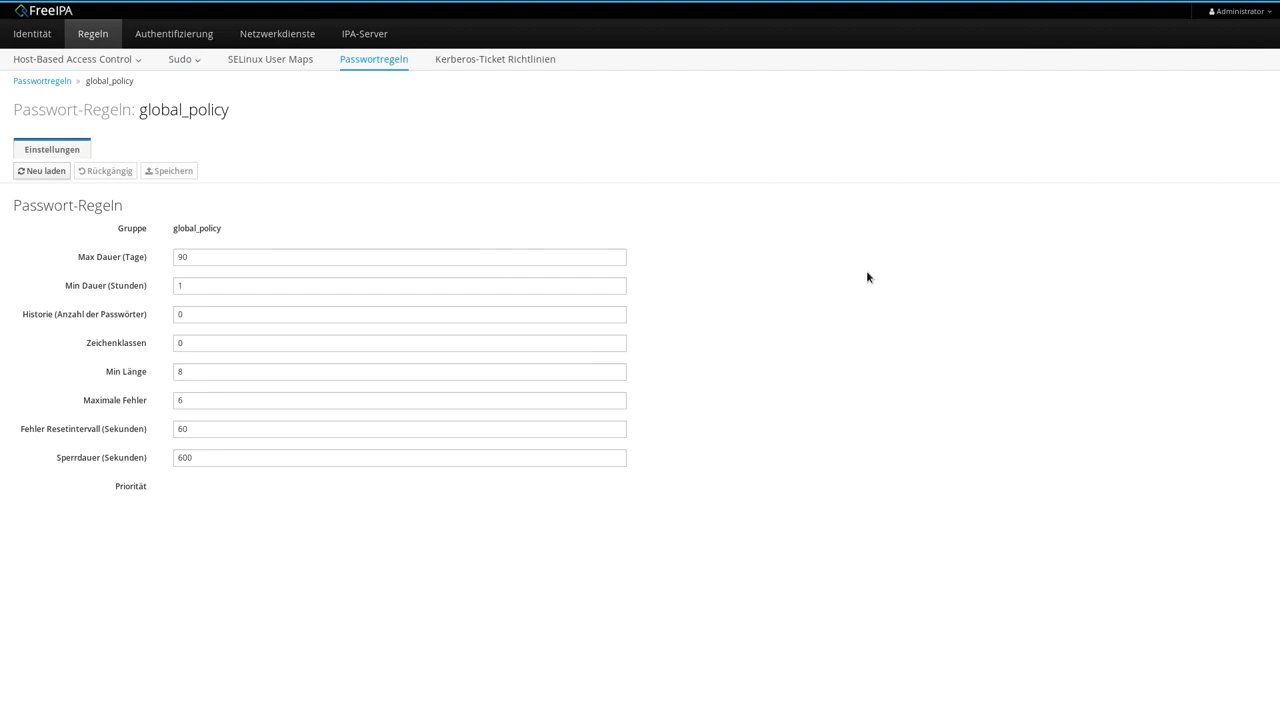 FreeIPA
Administrator
Identität Regeln Authentifizierung Netzwerkdienste IPA-Server
Host-Based Access Control Sudo SELinux User Maps Passwortregeln Kerberos-Ticket Richtlinien
Passwortregeln » global_policy
Passwort-Regeln: global_policy
Einstellungen
Neu laden Rückgängig Speichern
Passwort-Regeln
Gruppe global_policy
Max Dauer (Tage) 90
Min Dauer (Stunden) 1
Historie (Anzahl der Passwörter) 0
Zeichenklassen 0
Min Länge 8
Maximale Fehler 6
Fehler Resetintervall (Sekunden) 60
Sperrdauer (Sekunden) 600
Priorität